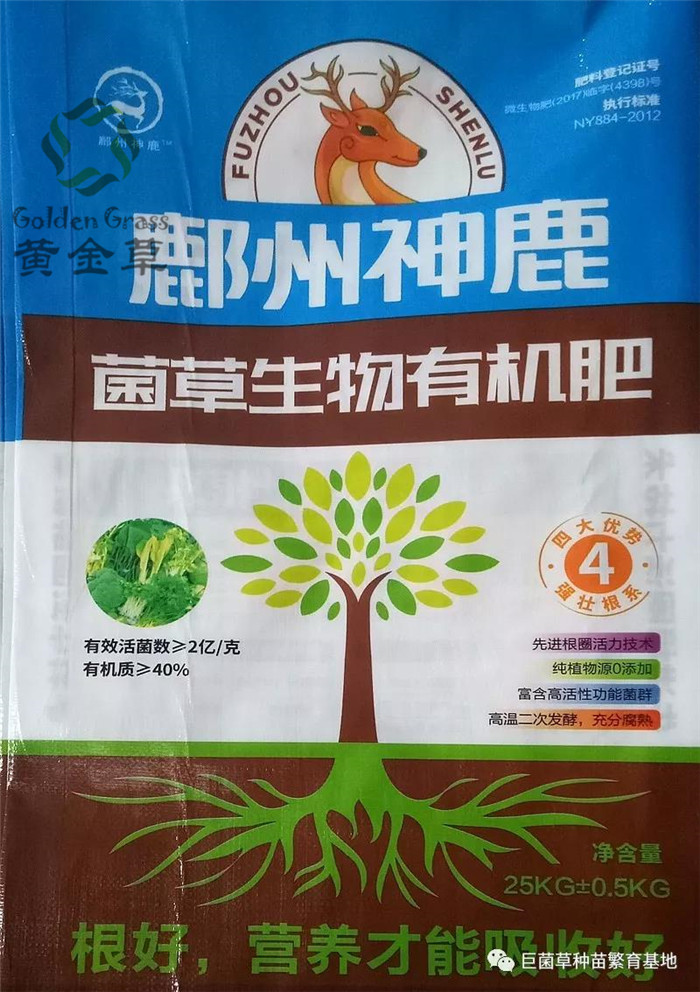 肥料登记证号
微生物肥(2017)临字(4398)号
执行标准
NY884-2012
鄜州神鹿™
FUZHOU SHENLU
Golden Grass
黄金草
鄜州神鹿
菌草生物有机肥
四大优势
4
强壮根系
有效活菌数≥2亿/克
有机质≥40%
先进根圈活力技术
纯植物源0添加
富含高活性功能菌群
高温二次发酵，充分腐熟
净含量
25KG±0.5KG
根好，营养才能吸收好
巨菌草种苗繁育基地